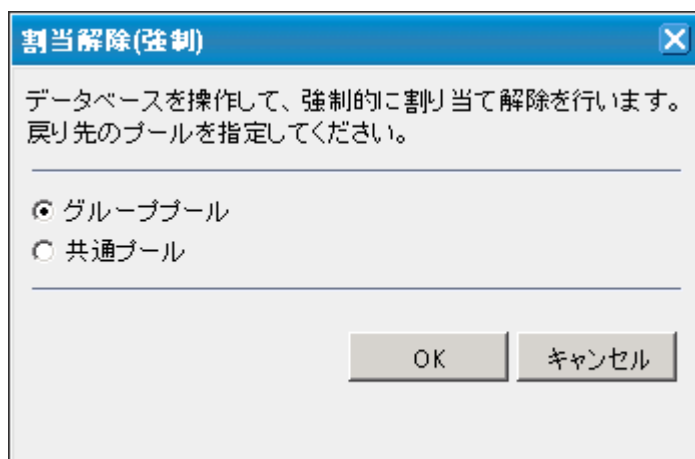 割当解除(強制)
データベースを操作して、強制的に割り当て解除を行います。
戻り先のプールを指定してください。
グループプール
共通プール
OK
キャンセル